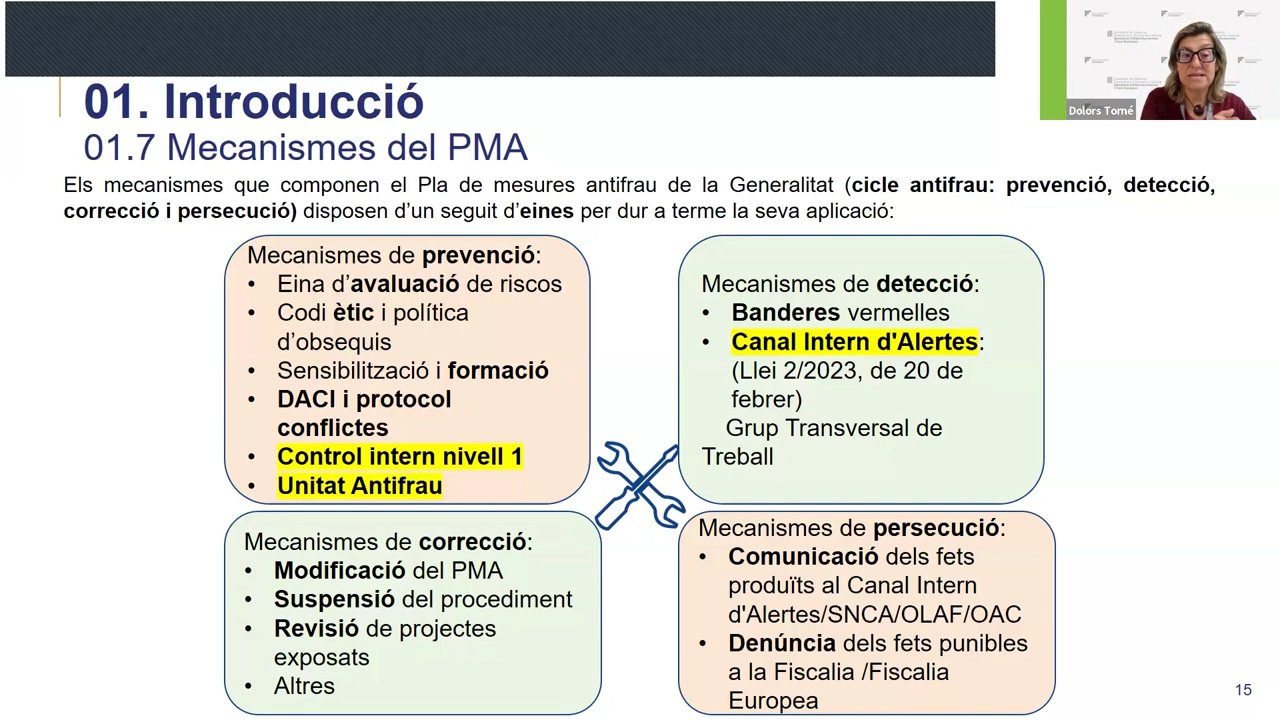 01. Introducció
01.7 Mecanismes del PMA
Dolors Tomé
Els mecanismes que componen el Pla de mesures antifrau de la Generalitat (cicle antifrau: prevenció, detecció,
correcció i persecució) disposen d'un seguit d'eines per dur a terme la seva aplicació:
Mecanismes de prevenció:
• Eina d'avaluació de riscos
• Codi ètic i política
d'obsequis
• Sensibilització i formació
• DACI i protocol
conflictes
• Control intern nivell 1
• Unitat Antifrau
Mecanismes de detecció:
• Banderes vermelles
• Canal Intern d'Alertes:
(Llei 2/2023, de 20 de
febrer)
Grup Transversal de
Treball
Mecanismes de correcció:
• Modificació del PMA
• Suspensió del procediment
• Revisió de projectes
exposats
• Altres
Mecanismes de persecució:
• Comunicació dels fets
produïts al Canal Intern
d'Alertes/SNCA/OLAF/OAC
• Denúncia dels fets punibles
a la Fiscalia /Fiscalia
Europea
15